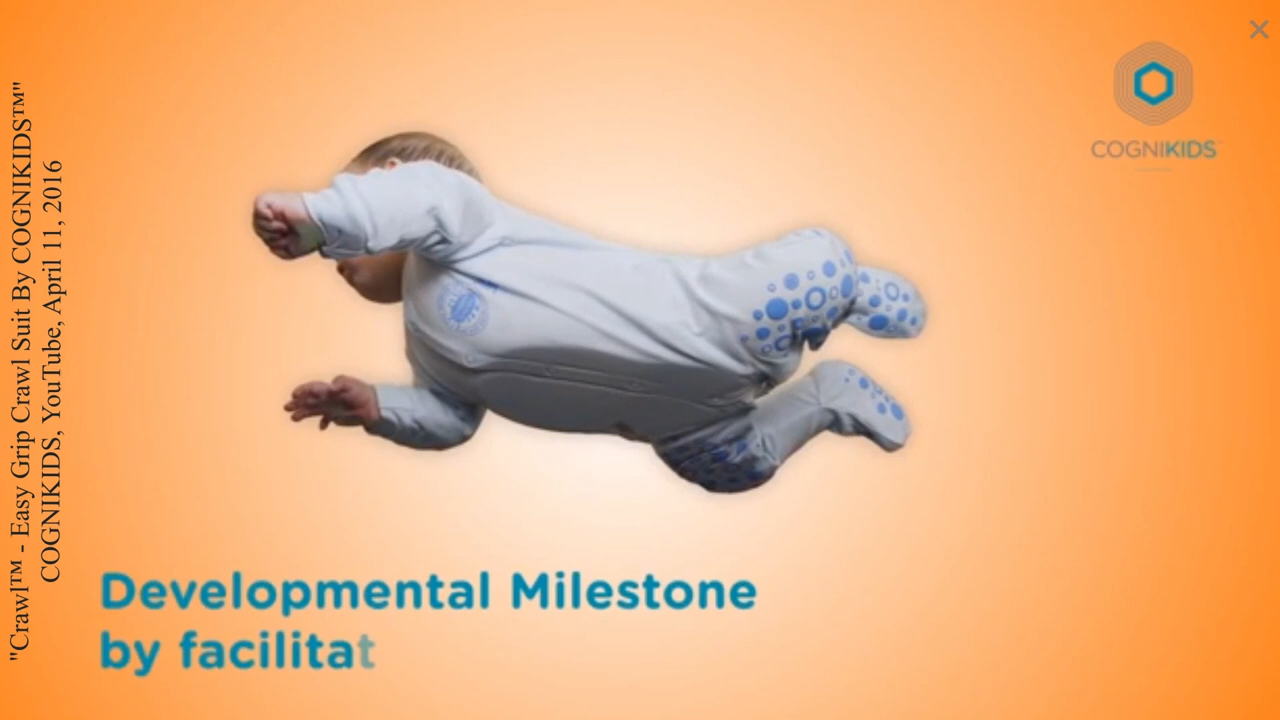 "Crawl™ - Easy Grip Crawl Suit By COGNIKIDS™"
COGNIKIDS, YouTube, April 11, 2016
COGNIKIDS
Developmental Milestone
by facilitat